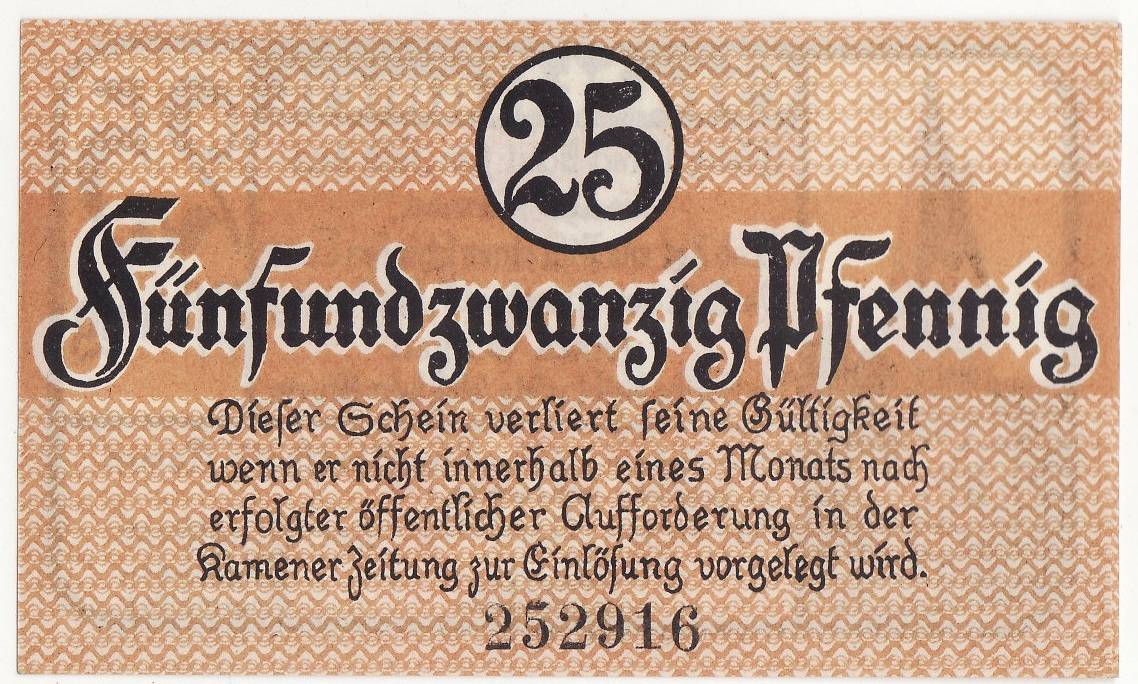 25
Fünfundzwanzig Pfennig
Dieſer Schein verliert ſeine Gültigkeit
wenn er nicht innerhalb eines Monats nach
erfolgter öffentlicher Aufforderung in der
Kamener Zeitung zur Einlöſung vorgelegt wird.
252916